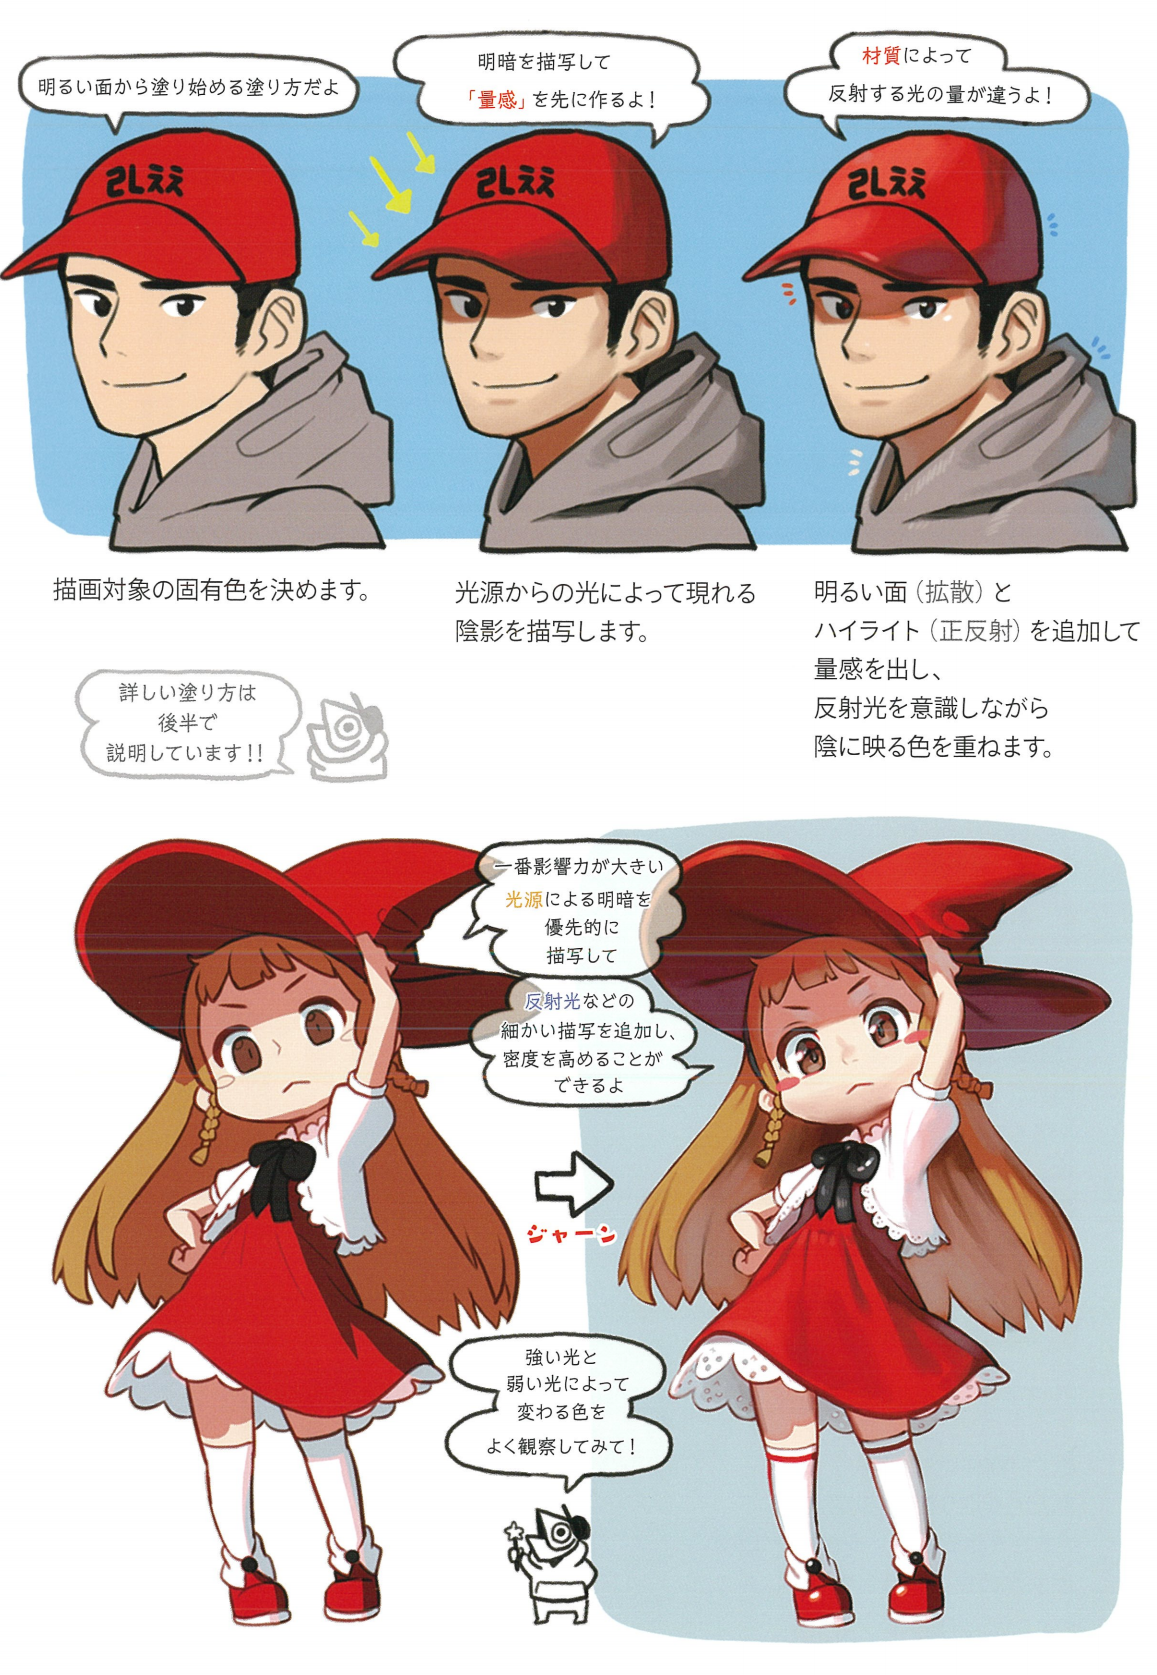 明るい面から塗り始める塗り方だよ
明暗を描写して
「量感」を先に作るよ！
材質によって
反射する光の量が違うよ！
描画対象の固有色を決めます。
光源からの光によって現れる
陰影を描写します。
明るい面（拡散）と
ハイライト（正反射）を追加して
量感を出し、
反射光を意識しながら
陰に映る色を重ねます。
詳しい塗り方は
後半で
説明しています!!
一番影響力が大きい
光源による明暗を
優先的に
描写して
反射光などの
細かい描写を追加し、
密度を高めることが
できるよ
ジャーン
強い光と
弱い光によって
変わる色を
よく観察してみて！